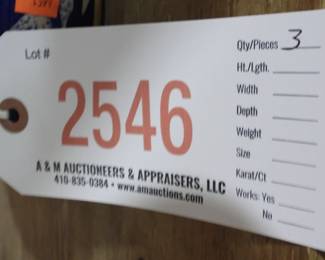 Lot #
2546
A & M AUCTIONEERS & APPRAISERS, LLC
410-835-0384 • www.amauctions.com
Qty/Pieces 3
Ht./Lgth.
Width
Depth
Weight
Size
Karat/Ct
Works: Yes
No